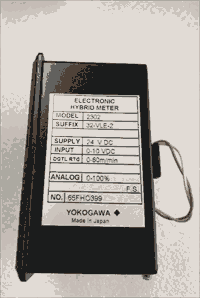 ELECTRONIC
HYBRID METER
MODEL 2302
SUFFIX 32-VLE-2
SUPPLY 24 V DC
INPUT 0-10 VDC
DGTL RTG 0-60m/min
ANALOG 0-100%
F.S.
NO. 65FHC399
YOKOGAWA
Made in Japan